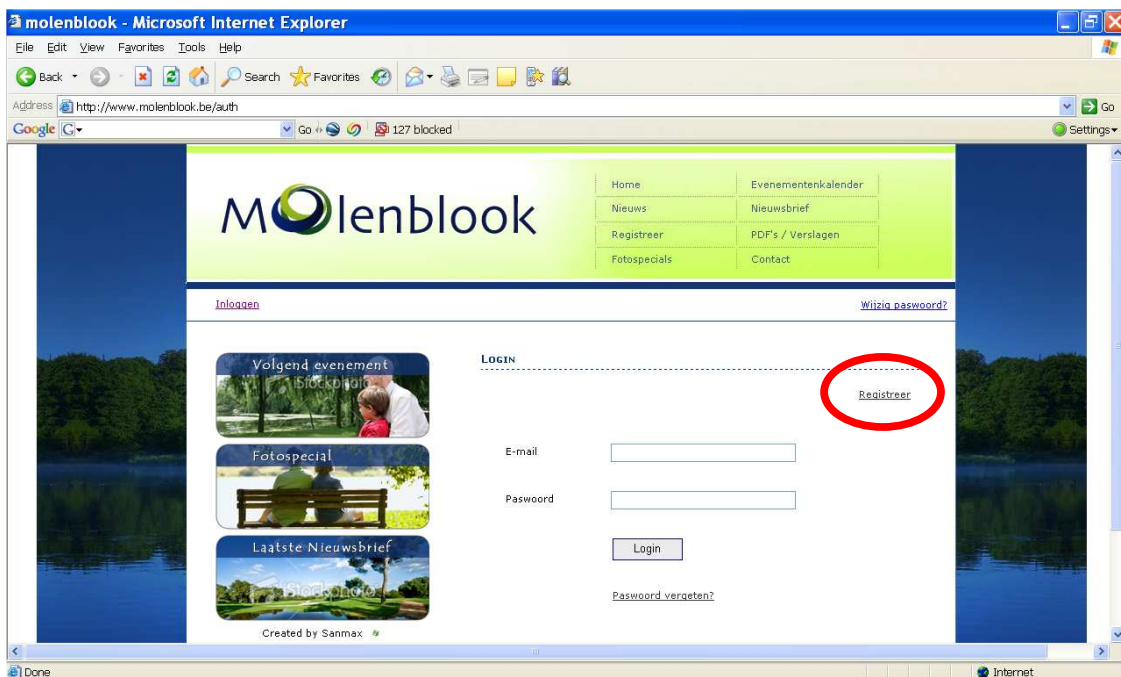 molenblook - Microsoft Internet Explorer
File Edit View Favorites Tools Help
Back Search Favorites
Address http://www.molenblook.be/auth Go
Google G Go 127 blocked Settings
Molenblook
Home Evenementenkalender
Nieuws Nieuwsbrief
Registreer PDF's / Verslagen
Fotospecials Contact
Inloggen Wijzig paswoord?
Volgend evenement
iStockphoto
Fotospecial
Laatste Nieuwsbrief
iStockphoto
Created by Sanmax
LOGIN
Registreer
E-mail
Paswoord
Login
Paswoord vergeten?
Done Internet